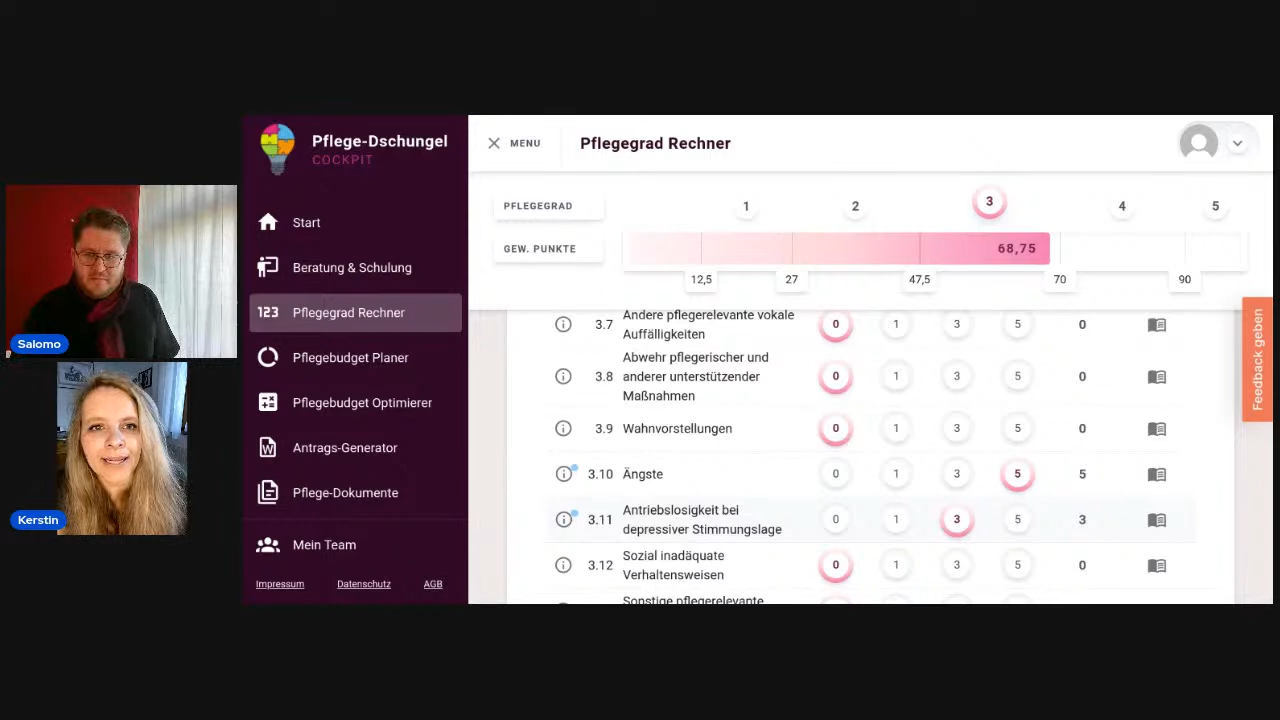 Salomo
Kerstin
Pflege-Dschungel
COCKPIT
Start
Beratung & Schulung
123 Pflegegrad Rechner
Pflegebudget Planer
Pflegebudget Optimierer
W Antrags-Generator
Pflege-Dokumente
Mein Team
Impressum Datenschutz AGB
MENU Pflegegrad Rechner
PFLEGEGRAD 1 2 3 4 5
GEW. PUNKTE 68,75
12,5 27 47,5 70 90
3.7 Andere pflegerelevante vokale
Auffälligkeiten 0 1 3 5 0
3.8 Abwehr pflegerischer und
anderer unterstützender
Maßnahmen 0 1 3 5 0
3.9 Wahnvorstellungen 0 1 3 5 0
3.10 Ängste 0 1 3 5 5
3.11 Antriebslosigkeit bei
depressiver Stimmungslage 0 1 3 5 3
3.12 Sozial inadäquate
Verhaltensweisen 0 1 3 5 0
Sonstige pflegerelevante
Feedback geben